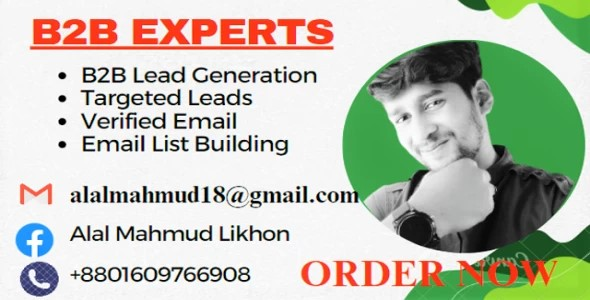 B2B EXPERTS
• B2B Lead Generation
• Targeted Leads
• Verified Email
• Email List Building
alalmahmud18@gmail.com
Alal Mahmud Likhon
+8801609766908
ORDER NOW